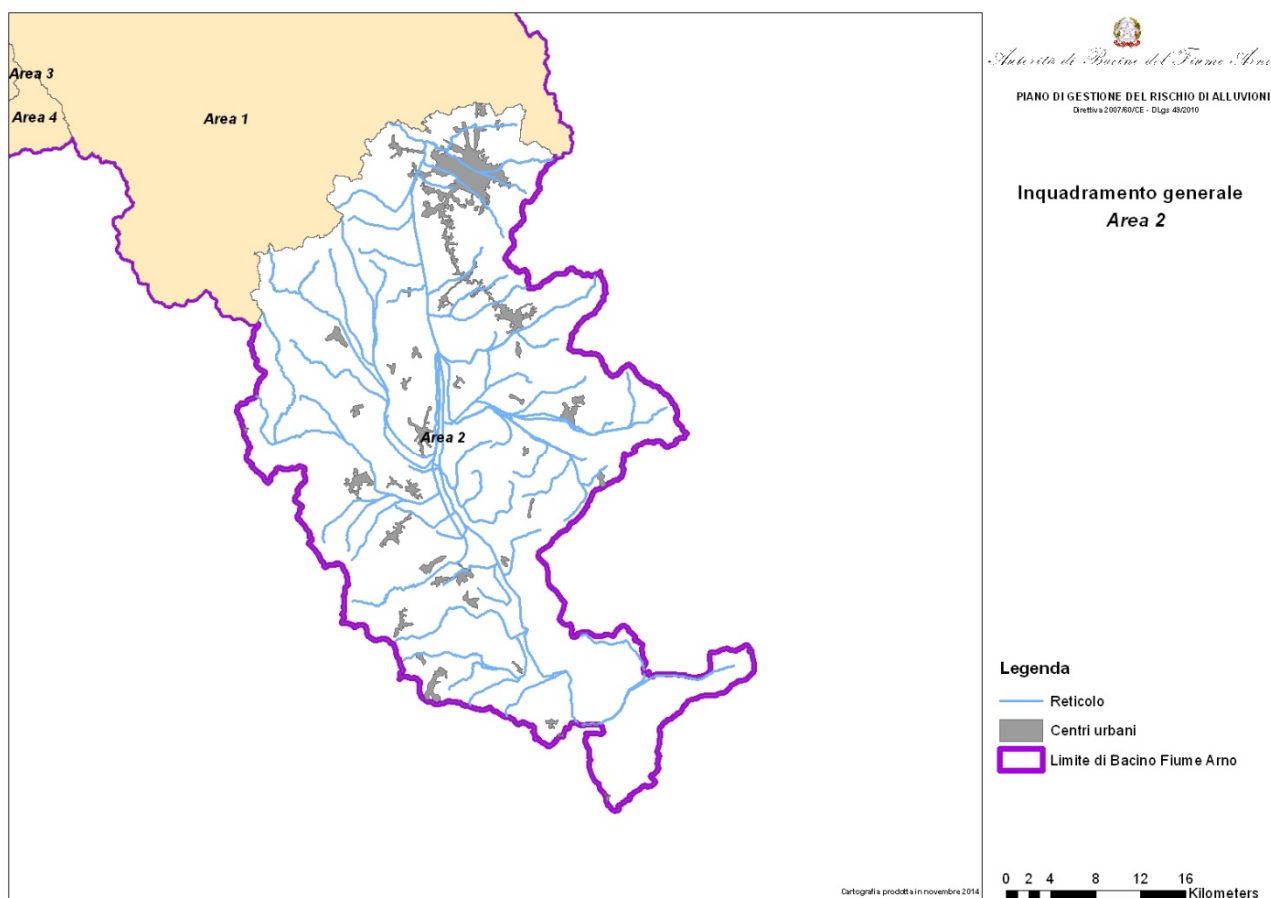 Area 3
Area 4
Area 1
Area 2
Autorità di Bacino del Fiume Arno
PIANO DI GESTIONE DEL RISCHIO DI ALLUVIONI
Direttiva 2007/60/CE - DLgs 49/2010
Inquadramento generale
Area 2
Legenda
Reticolo
Centri urbani
Limite di Bacino Fiume Arno
0 2 4 8 12 16
Kilometers
Cartografia prodotta in novembre 2014